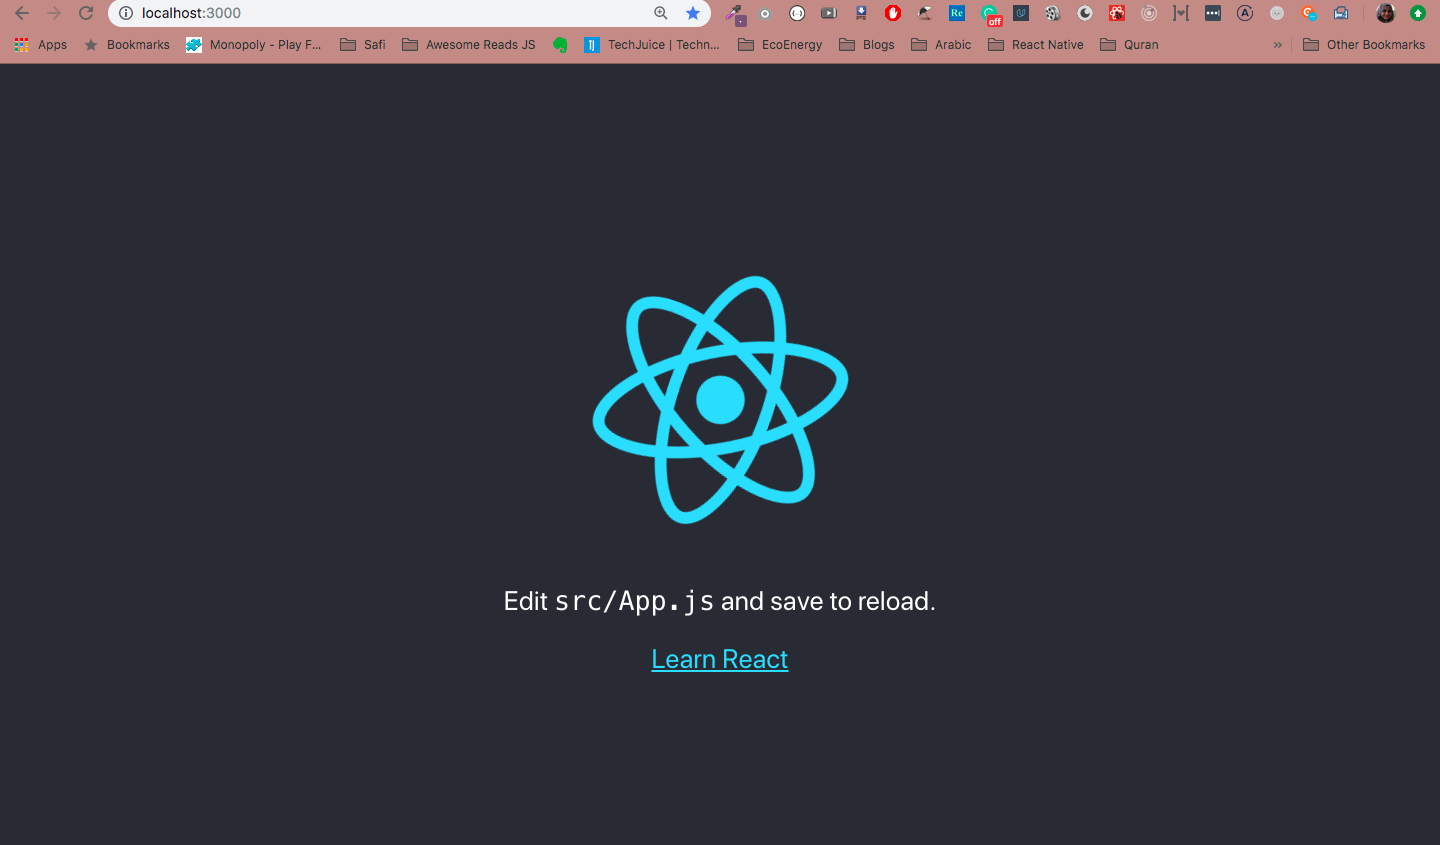 localhost:3000
off
Apps
Bookmarks
Monopoly - Play F...
Safi
Awesome Reads JS
TJ
TechJuice | Techn...
EcoEnergy
Blogs
Arabic
React Native
Quran
»
Other Bookmarks
Re
Edit src/App.js and save to reload.
Learn React